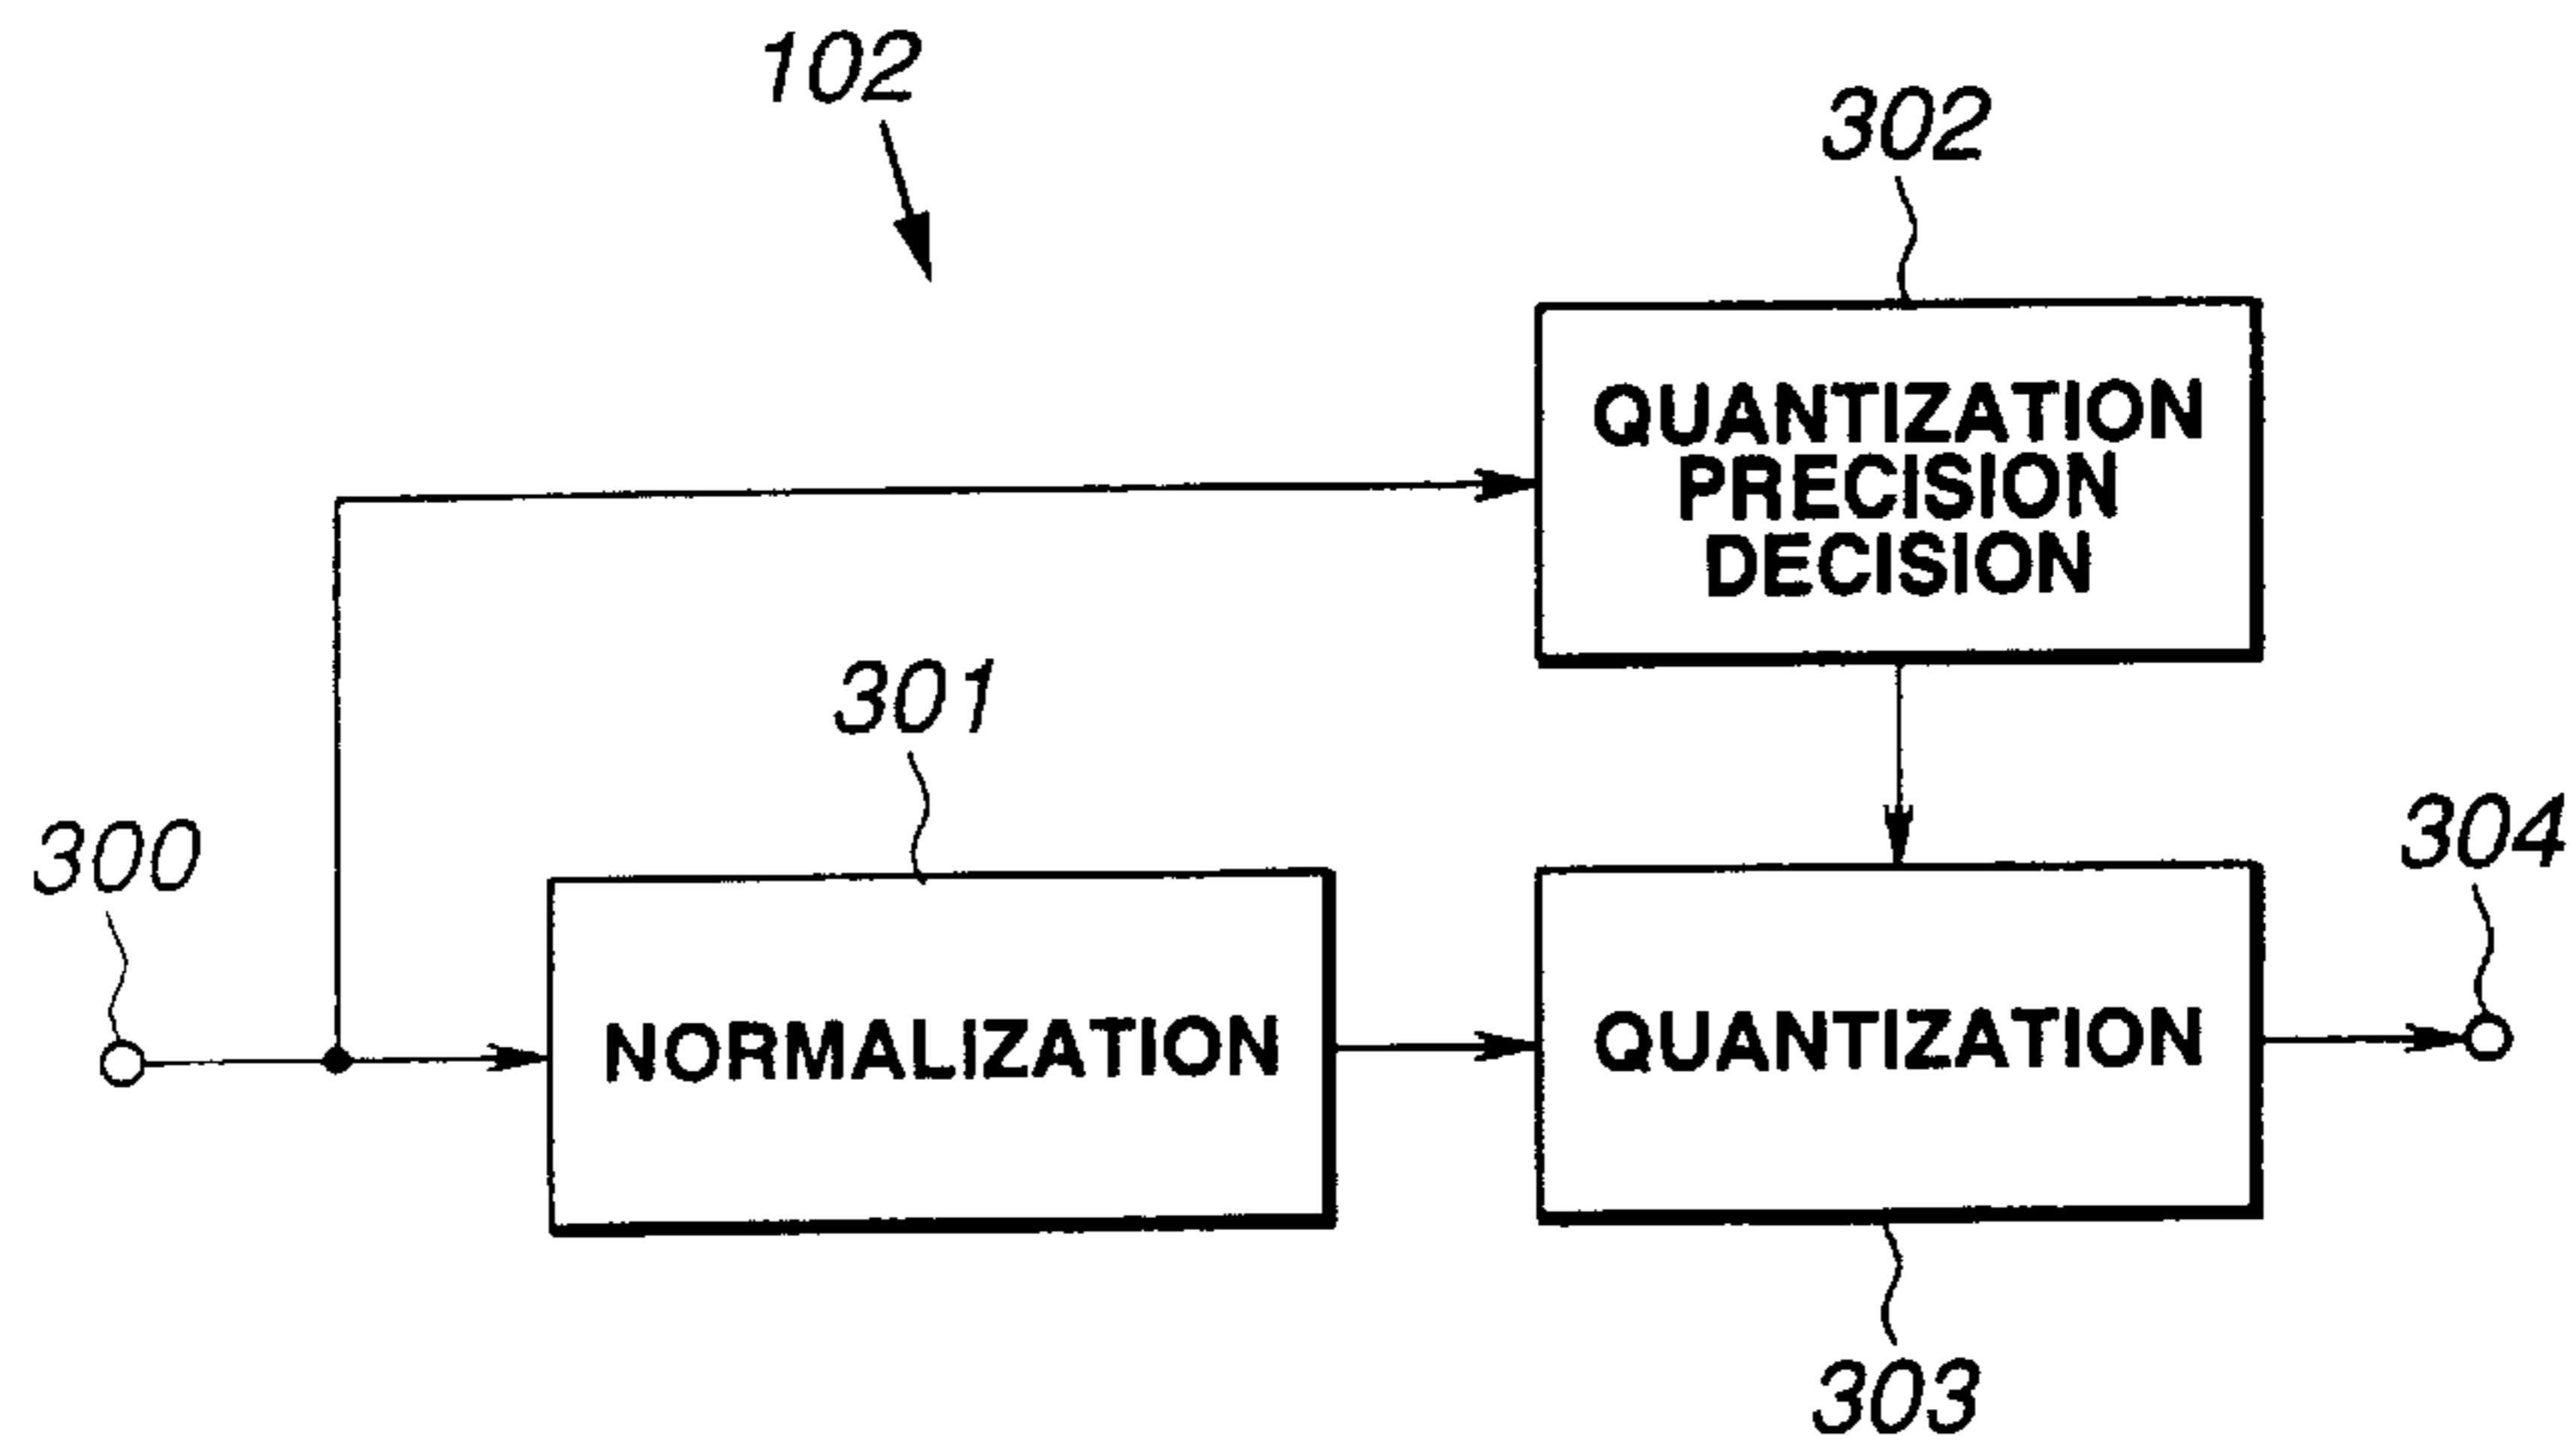 102
302
QUANTIZATION
PRECISION
DECISION
301
300
304
NORMALIZATION
QUANTIZATION
303